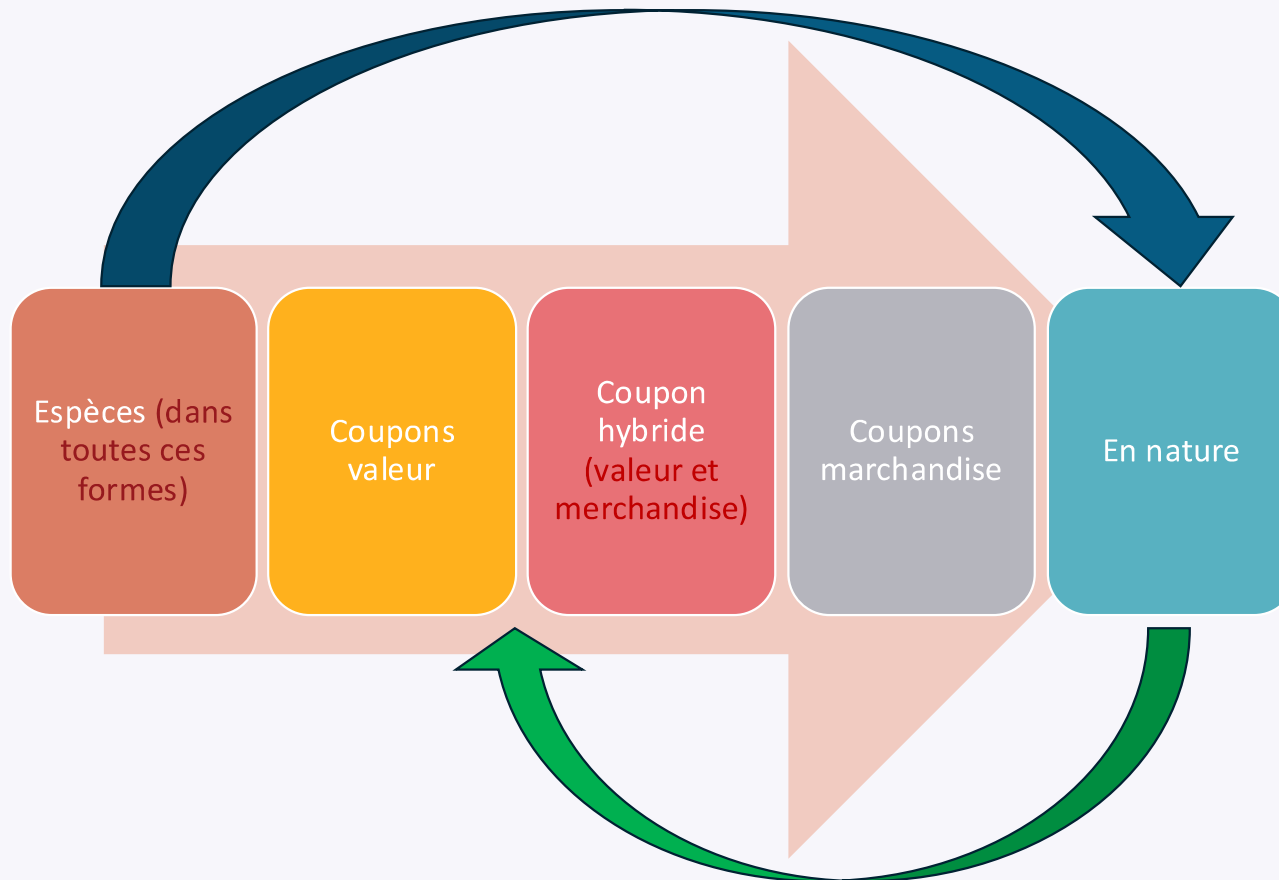 Espèces (dans
toutes ces
formes)
Coupons
valeur
Coupon
hybride
(valeur et
merchandise)
Coupons
marchandise
En nature